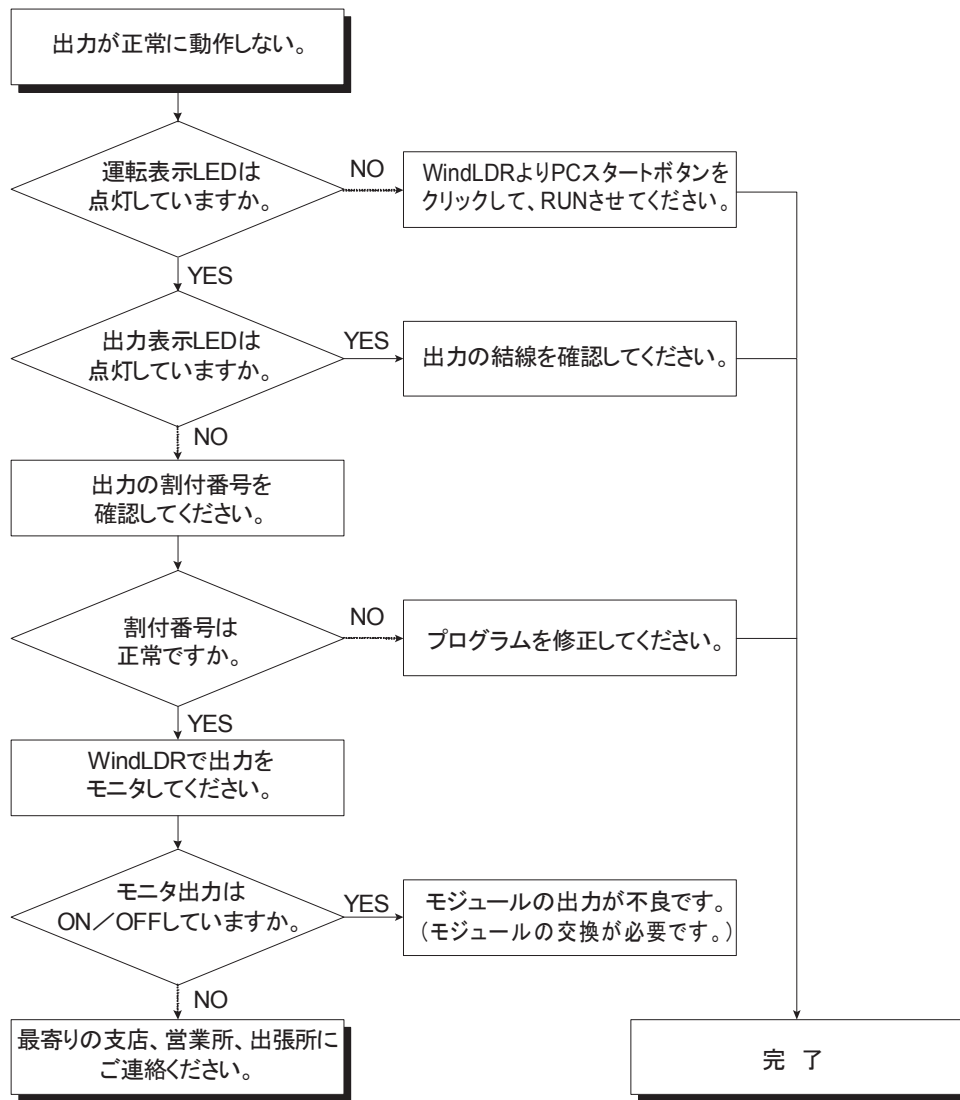 出力が正常に動作しない。
運転表示LEDは
点灯していますか。
NO
WindLDRよりPCスタートボタンを
クリックして、RUNさせてください。
YES
出力表示LEDは
点灯していますか。
YES
出力の結線を確認してください。
NO
出力の割付番号を
確認してください。
割付番号は
正常ですか。
NO
プログラムを修正してください。
YES
WindLDRで出力を
モニタしてください。
モニタ出力は
ON／OFFしていますか。
YES
モジュールの出力が不良です。
（モジュールの交換が必要です。）
NO
最寄りの支店、営業所、出張所に
ご連絡ください。
完 了